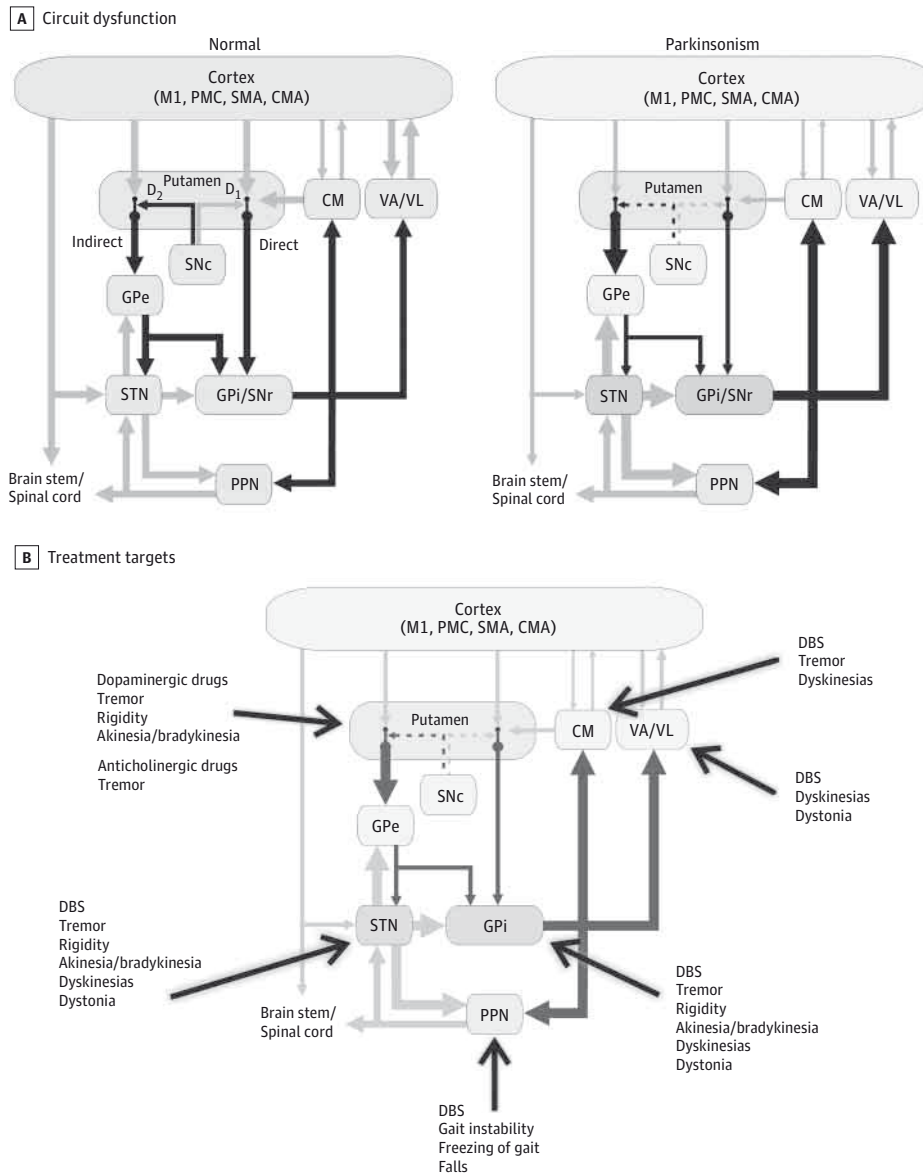 A Circuit dysfunction
Normal
Cortex
(M1, PMC, SMA, CMA)
Putamen
D2
D1
CM
VA/VL
Indirect
SNc
Direct
GPe
STN
GPi/SNr
Brain stem/
Spinal cord
PPN
Parkinsonism
Cortex
(M1, PMC, SMA, CMA)
Putamen
CM
VA/VL
SNc
GPe
STN
GPi/SNr
Brain stem/
Spinal cord
PPN
B Treatment targets
Cortex
(M1, PMC, SMA, CMA)
DBS
Tremor
Dyskinesias
Dopaminergic drugs
Tremor
Rigidity
Akinesia/bradykinesia
Anticholinergic drugs
Tremor
Putamen
CM
VA/VL
SNc
DBS
Dyskinesias
Dystonia
GPe
DBS
Tremor
Rigidity
Akinesia/bradykinesia
Dyskinesias
Dystonia
STN
GPi
DBS
Tremor
Rigidity
Akinesia/bradykinesia
Dyskinesias
Dystonia
Brain stem/
Spinal cord
PPN
DBS
Gait instability
Freezing of gait
Falls